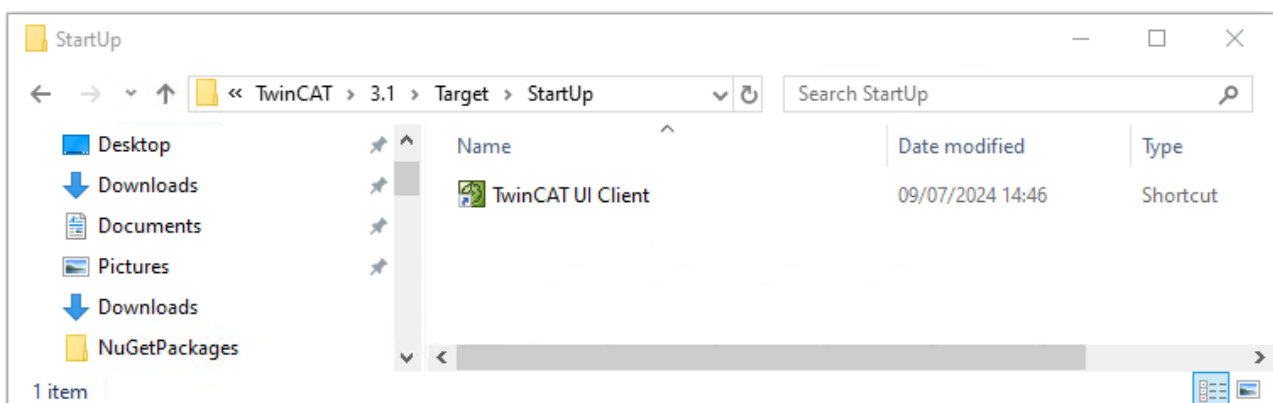 StartUp
« TwinCAT > 3.1 > Target > StartUp
Search StartUp
Desktop
Downloads
Documents
Pictures
Downloads
NuGetPackages
Name Date modified Type
TwinCAT UI Client 09/07/2024 14:46 Shortcut
1 item